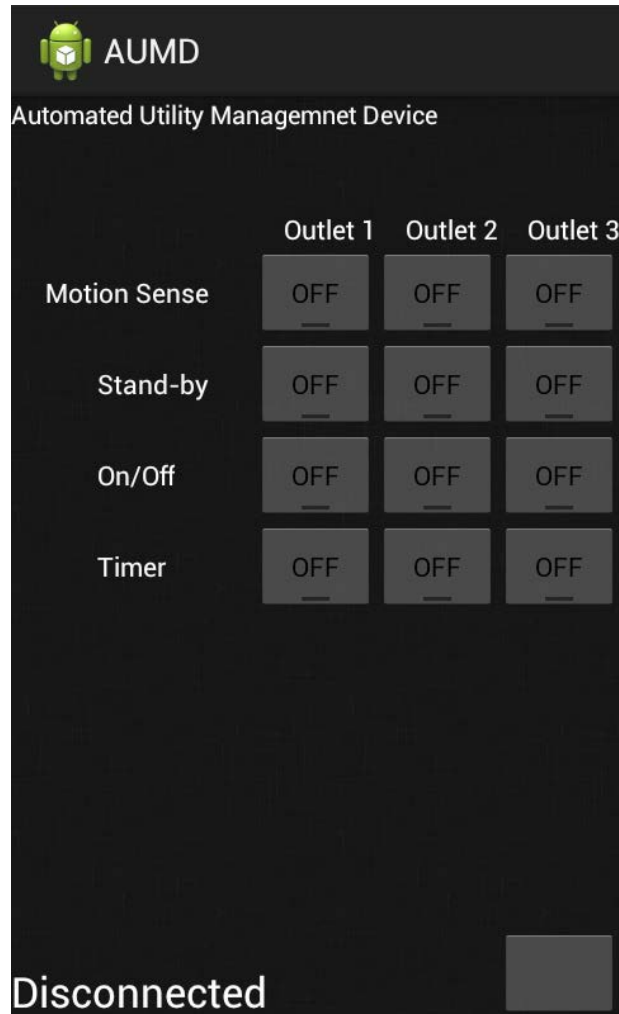 AUMD
Automated Utility Managemnet Device
Outlet 1 Outlet 2 Outlet 3
Motion Sense OFF OFF OFF
Stand-by OFF OFF OFF
On/Off OFF OFF OFF
Timer OFF OFF OFF
Disconnected